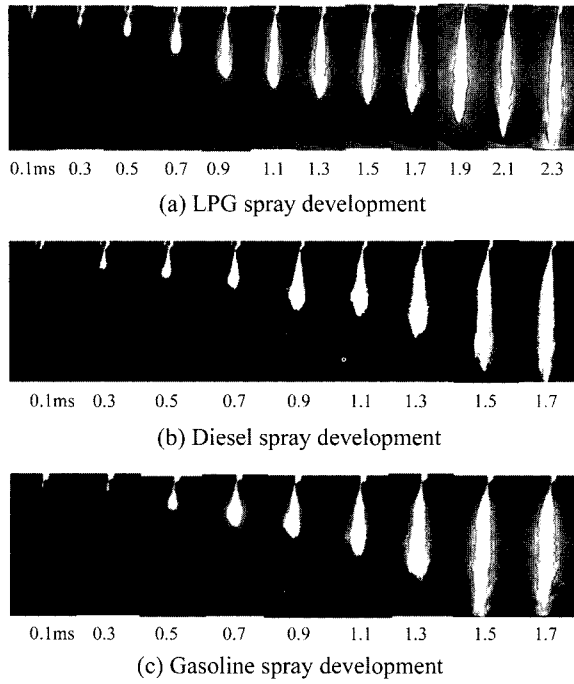 0.1ms 0.3 0.5 0.7 0.9 1.1 1.3 1.5 1.7 1.9 2.1 2.3
(a) LPG spray development
0.1ms 0.3 0.5 0.7 0.9 1.1 1.3 1.5 1.7
(b) Diesel spray development
0.1ms 0.3 0.5 0.7 0.9 1.1 1.3 1.5 1.7
(c) Gasoline spray development